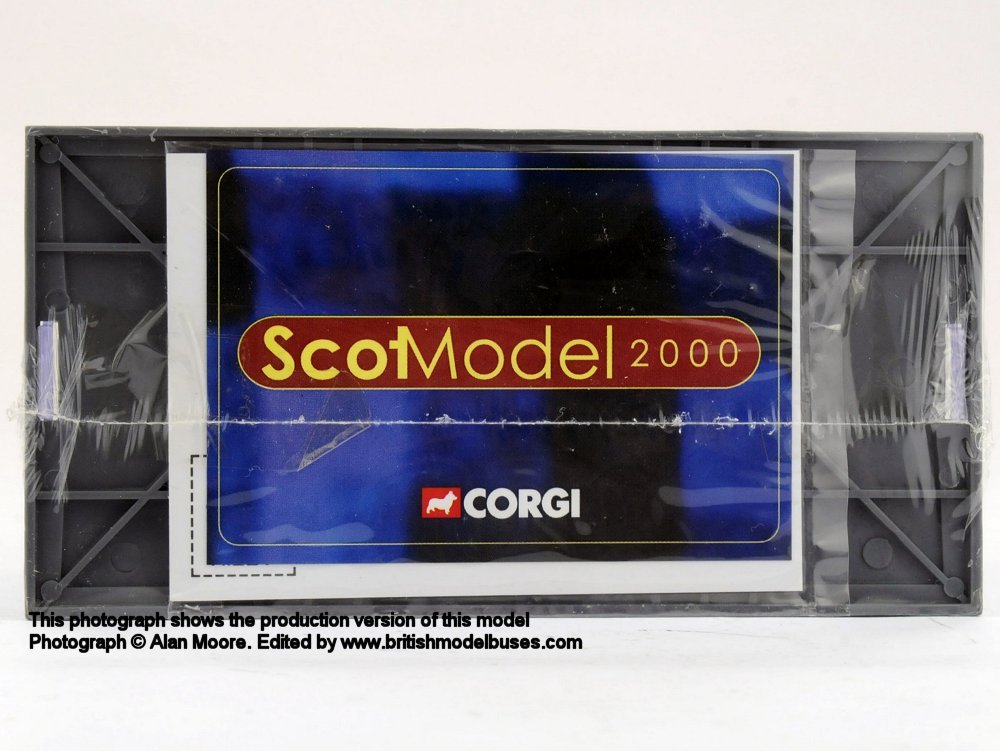 ScotModel 2000
CORGI
This photograph shows the production version of this model
Photograph © Alan Moore. Edited by www.britishmodelbuses.com